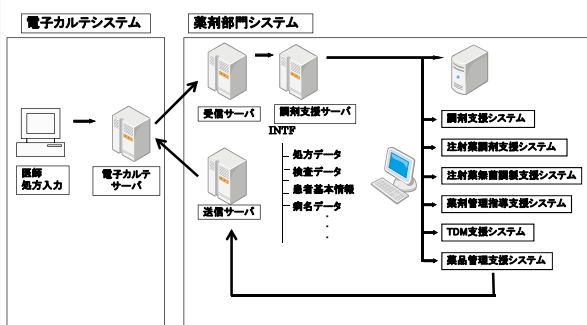 電子カルテシステム
薬剤部門システム
医師
処方入力
電子カルテ
サーバ
受信サーバ
調剤支援サーバ
INTF
送信サーバ
処方データ
検査データ
患者基本情報
病名データ
調剤支援システム
注射薬調剤支援システム
注射薬無菌調製支援システム
薬剤管理指導支援システム
TDM支援システム
薬品管理支援システム